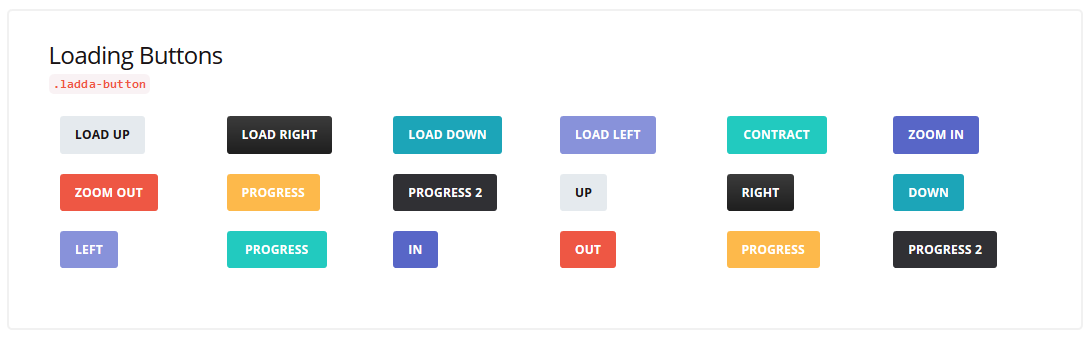 Loading Buttons
.ladda-button
LOAD UP LOAD RIGHT LOAD DOWN LOAD LEFT CONTRACT ZOOM IN
ZOOM OUT PROGRESS PROGRESS 2 UP RIGHT DOWN
LEFT PROGRESS IN OUT PROGRESS PROGRESS 2